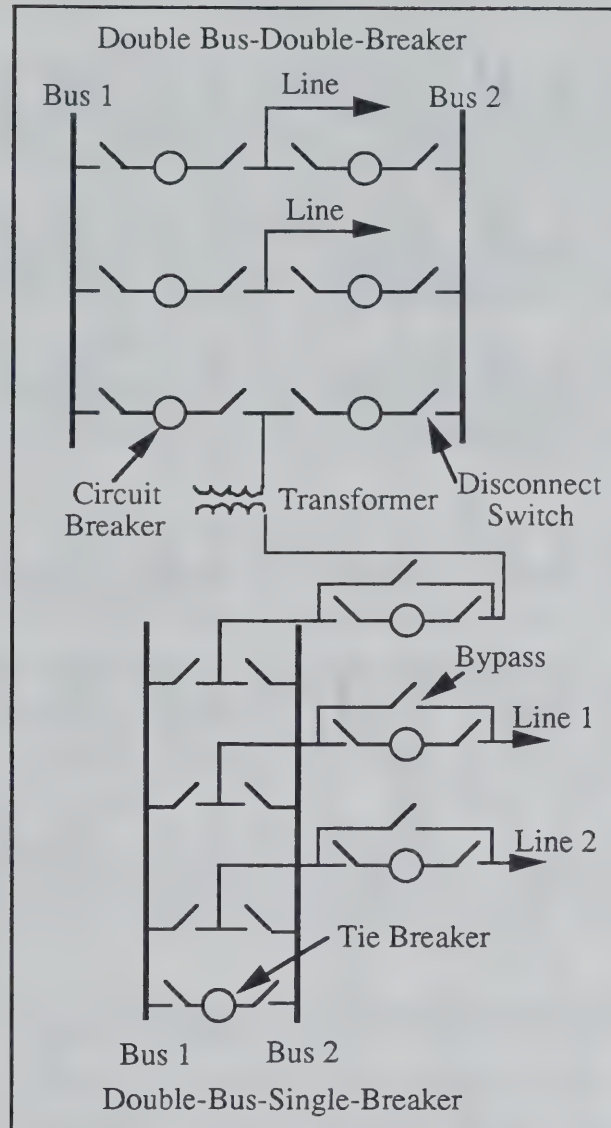 Double Bus-Double-Breaker
Bus 1
Line
Bus 2
Line
Circuit
Breaker
Transformer
Disconnect
Switch
Bypass
Line 1
Line 2
Tie Breaker
Bus 1
Bus 2
Double-Bus-Single-Breaker